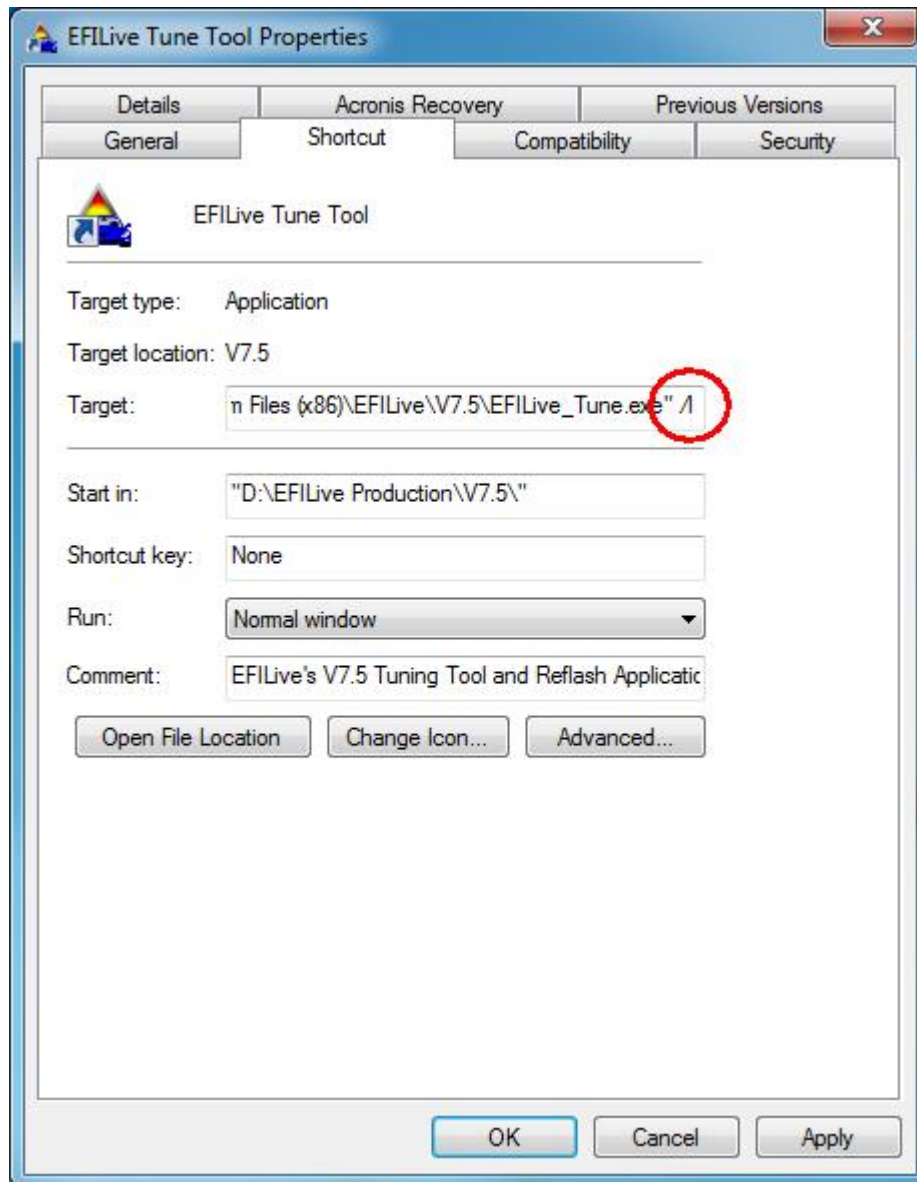 EFILive Tune Tool Properties
Details Acronis Recovery Previous Versions
General Shortcut Compatibility Security
EFILive Tune Tool
Target type: Application
Target location: V7.5
Target: n Files (x86)\EFILive\V7.5\EFILive_Tune.exe" /l
Start in: "D:\EFILive Production\V7.5\"
Shortcut key: None
Run: Normal window
Comment: EFILive's V7.5 Tuning Tool and Reflash Applicatic
Open File Location Change Icon... Advanced...
OK Cancel Apply